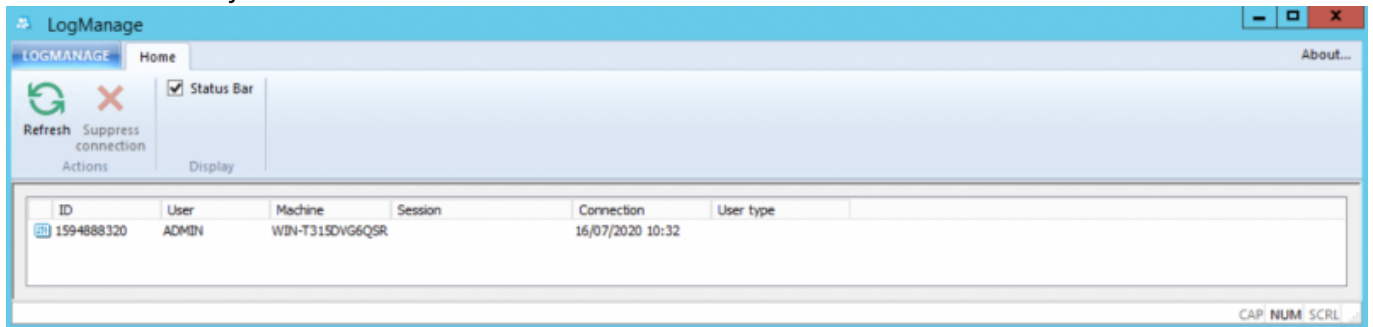 LogManage
LOGMANAGE Home About...
Status Bar
Refresh Suppress connection
Actions Display
ID User Machine Session Connection User type
1594888320 ADMIN WIN-T315DVG6QSR 16/07/2020 10:32
CAP NUM SCRL